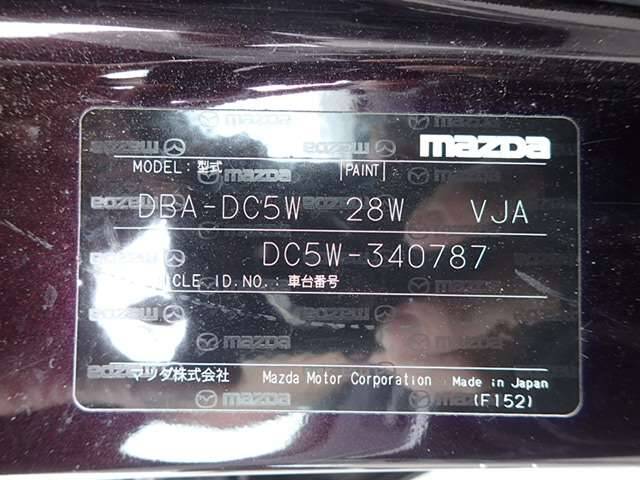 mazda
MODEL : 型式 PAINT
DBA-DC5W 28W VJA
DC5W-340787
ICLE ID.NO.: 車台番号
マツダ株式会社 Mazda Motor Corporation Made in Japan
(F152)